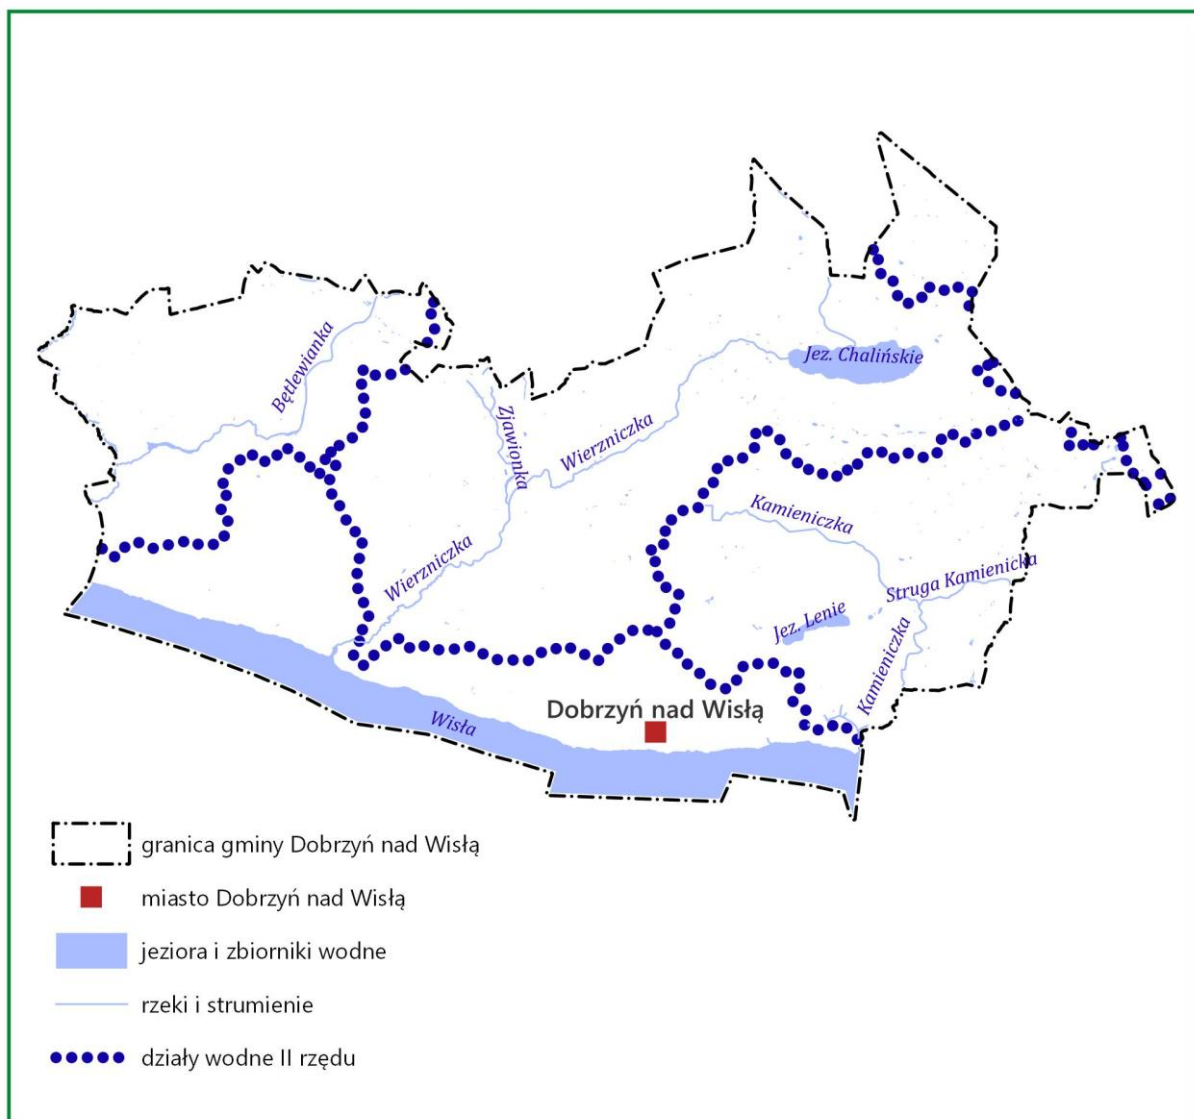 Jez. Chalińskie
Bętlewianka
Zjawionka
Wierzniczka
Kamieniczka
Wierzniczka
Struga Kamienicka
Jez. Lenie
Kamieniczka
Dobrzyń nad Wisłą
Wisła
granica gminy Dobrzyń nad Wisłą
miasto Dobrzyń nad Wisłą
jeziora i zbiorniki wodne
rzeki i strumienie
działy wodne II rzędu